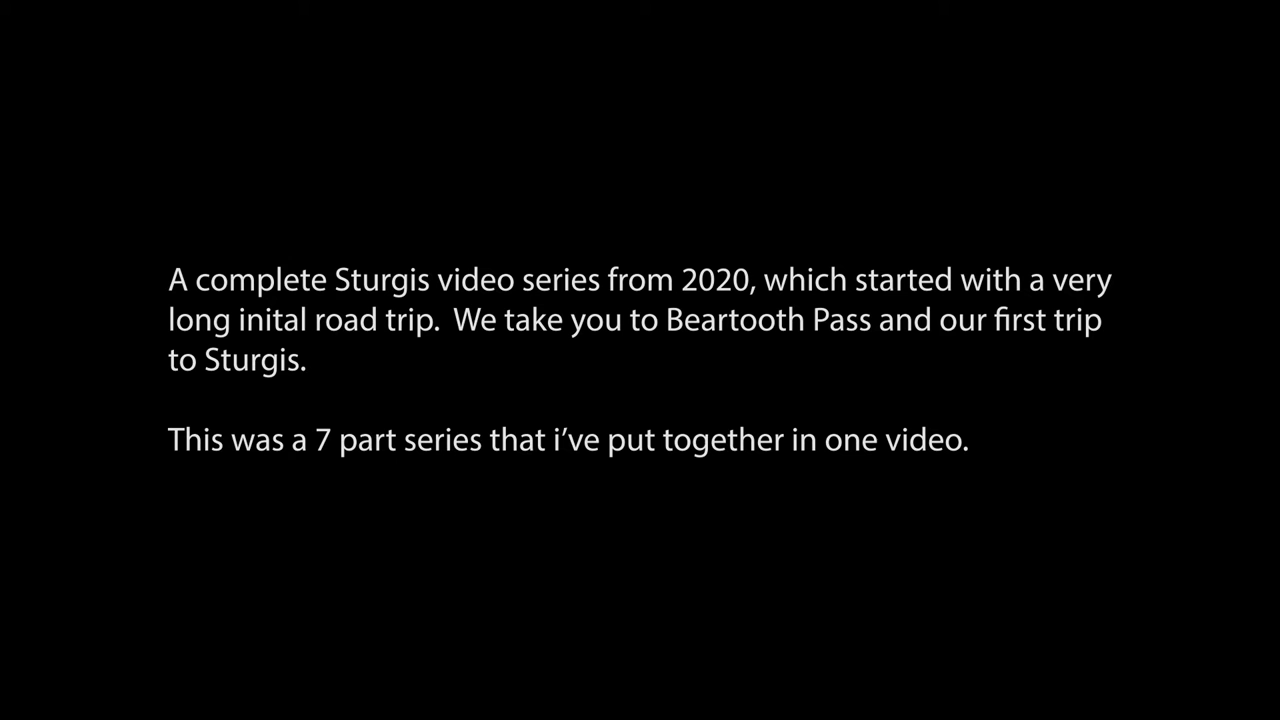 A complete Sturgis video series from 2020, which started with a very
long inital road trip.  We take you to Beartooth Pass and our first trip
to Sturgis.
This was a 7 part series that i’ve put together in one video.